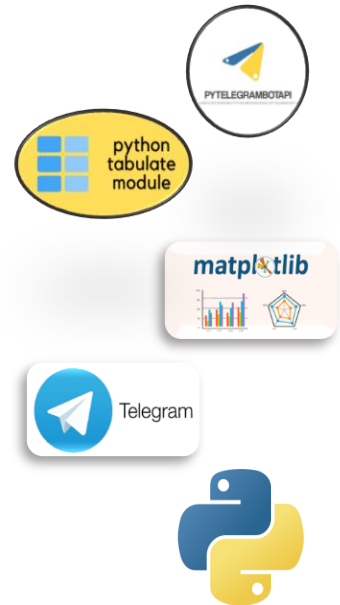 PYTELEGRAMBOTAPI
python
tabulate
module
matplotlib
Telegram